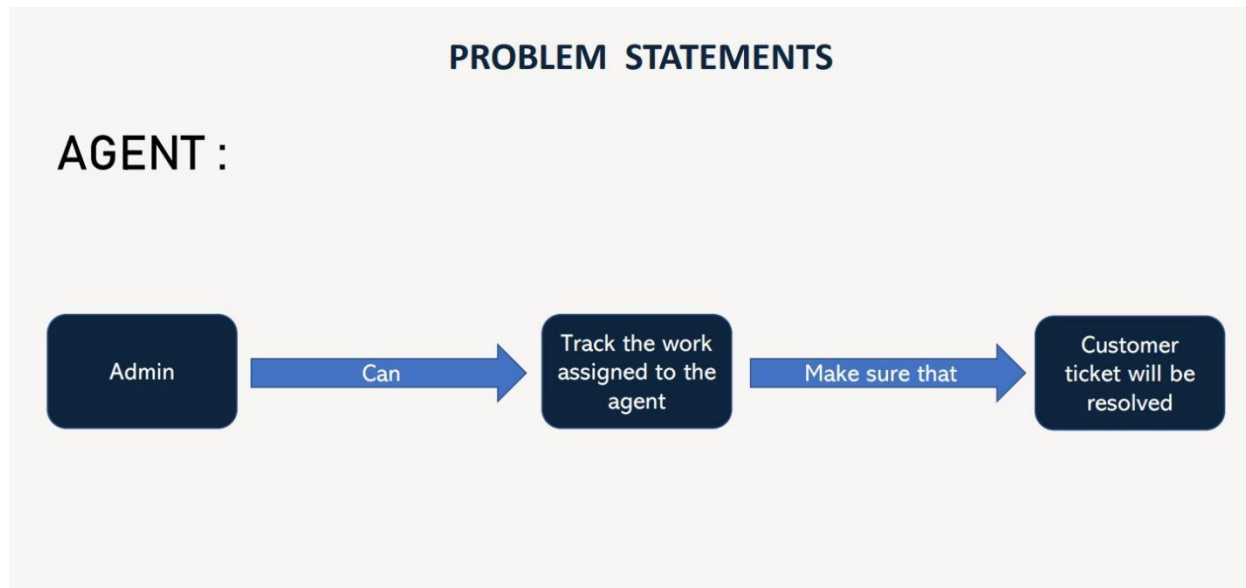 PROBLEM STATEMENTS
AGENT :
Admin
Can
Track the work
assigned to the
agent
Make sure that
Customer
ticket will be
resolved